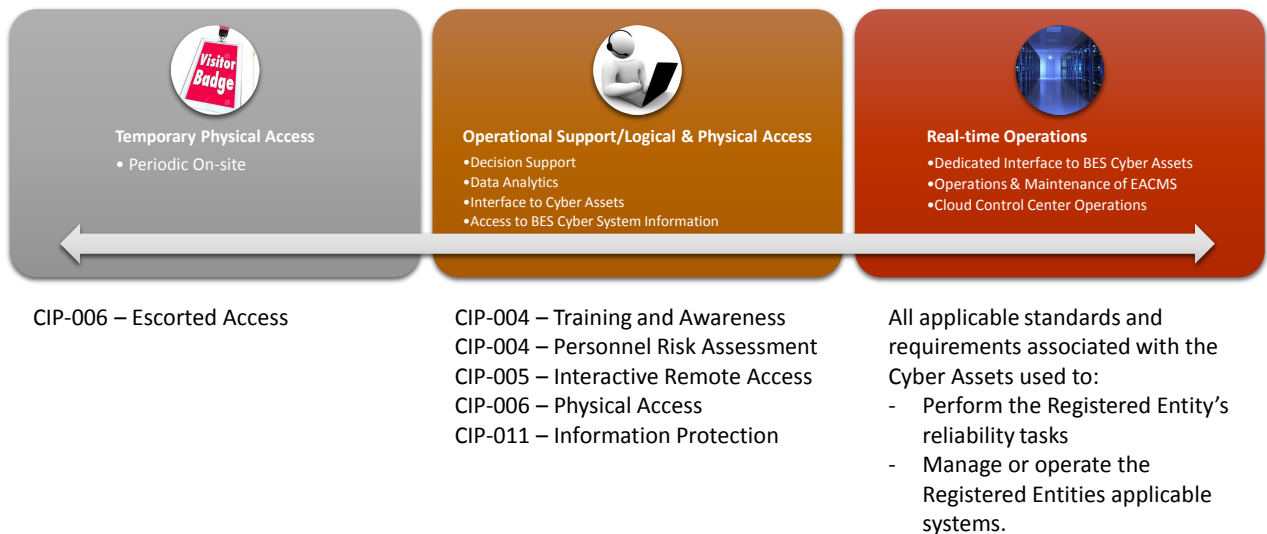 Visitor
Badge
Temporary Physical Access
• Periodic On-site
Operational Support/Logical & Physical Access
•Decision Support
•Data Analytics
•Interface to Cyber Assets
•Access to BES Cyber System Information
Real-time Operations
•Dedicated Interface to BES Cyber Assets
•Operations & Maintenance of EACMS
•Cloud Control Center Operations
CIP-006 – Escorted Access
CIP-004 – Training and Awareness
CIP-004 – Personnel Risk Assessment
CIP-005 – Interactive Remote Access
CIP-006 – Physical Access
CIP-011 – Information Protection
All applicable standards and
requirements associated with the
Cyber Assets used to:
- Perform the Registered Entity's
reliability tasks
- Manage or operate the
Registered Entities applicable
systems.